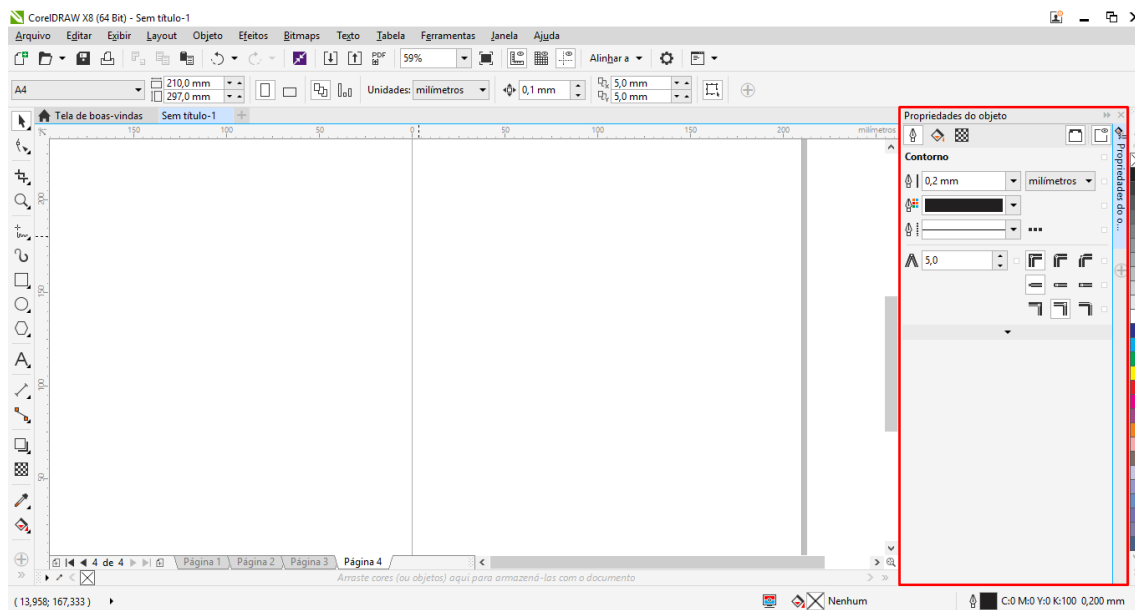 CorelDRAW X8 (64 Bit) - Sem título-1
Arquivo Editar Exibir Layout Objeto Efeitos Bitmaps Texto Tabela Ferramentas Janela Ajuda
PDF 59% Alinhar a
A4 210,0 mm 297,0 mm Unidades: milímetros 0,1 mm 5,0 mm 5,0 mm
Tela de boas-vindas Sem título-1
150 100 50 0 50 100 150 200 milímetros
200
150
100
50
Propriedades do objeto
Contorno
0,2 mm milímetros
5,0
Propriedades do o...
4 de 4 Página 1 Página 2 Página 3 Página 4
Arraste cores (ou objetos) aqui para armazená-las com o documento
( 13,958; 167,333 ) Nenhum C:0 M:0 Y:0 K:100 0,200 mm